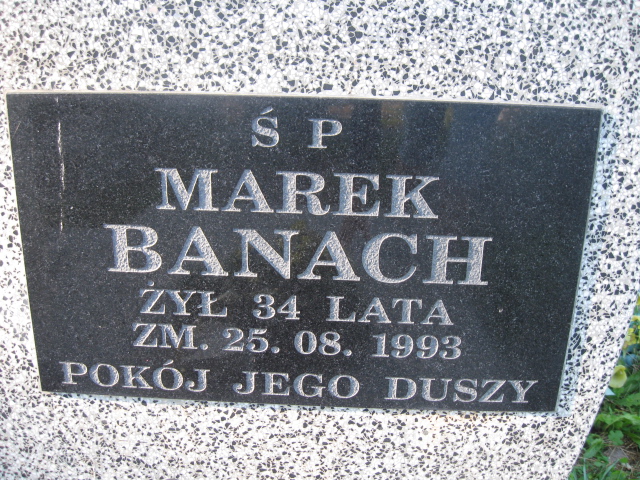 Ś P
MAREK
BANACH
ŻYŁ 34 LATA
ZM. 25. 08. 1993
POKÓJ JEGO DUSZY